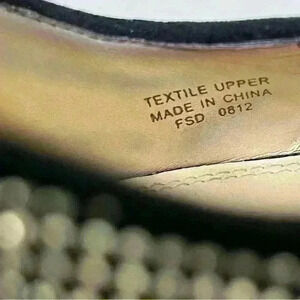 TEXTILE UPPER
MADE IN CHINA
FSD 0812